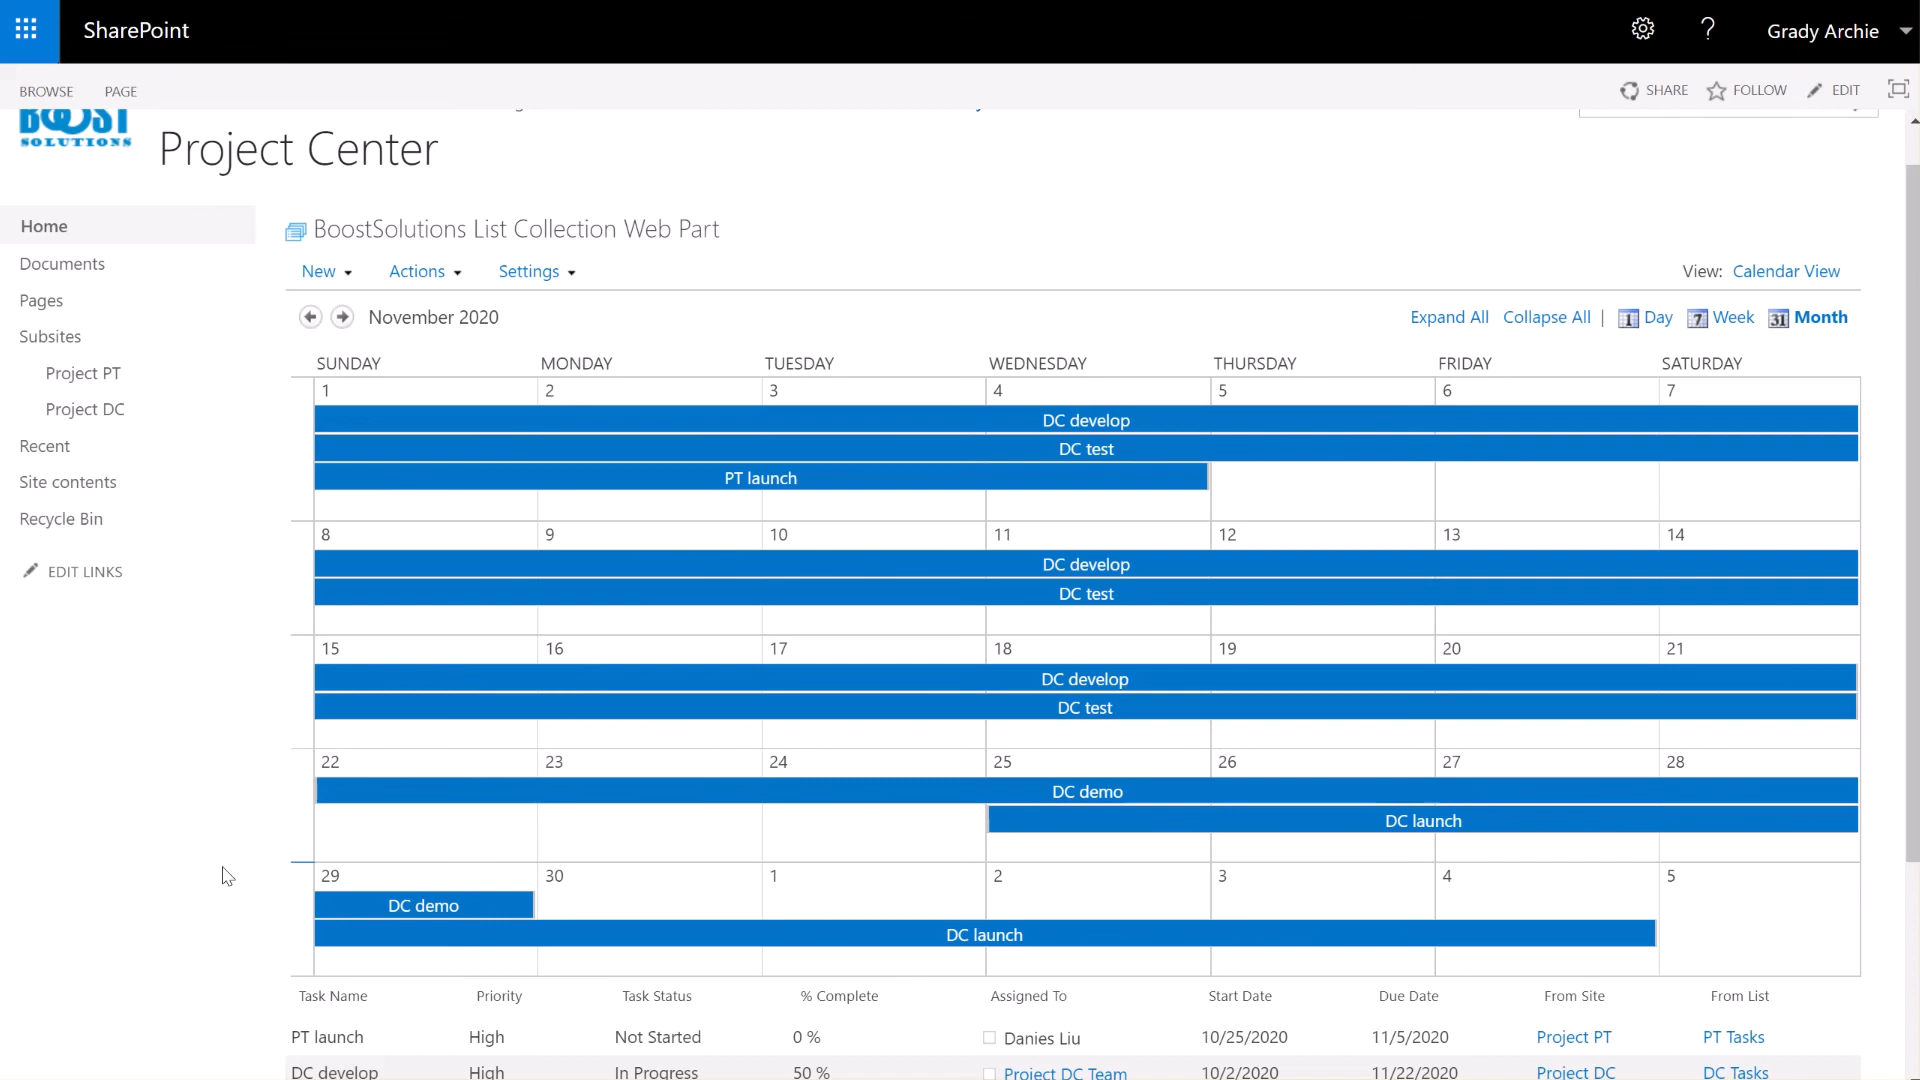 SharePoint
Grady Archie
BROWSE PAGE
SHARE FOLLOW EDIT
BOOST
SOLUTIONS
Project Center
Home
Documents
Pages
Subsites
Project PT
Project DC
Recent
Site contents
Recycle Bin
EDIT LINKS
BoostSolutions List Collection Web Part
New Actions Settings
View: Calendar View
November 2020
Expand All Collapse All | 1 Day 7 Week 31 Month
SUNDAY MONDAY TUESDAY WEDNESDAY THURSDAY FRIDAY SATURDAY
1 2 3 4 5 6 7
DC develop
DC test
PT launch
8 9 10 11 12 13 14
DC develop
DC test
15 16 17 18 19 20 21
DC develop
DC test
22 23 24 25 26 27 28
DC demo
DC launch
29 30 1 2 3 4 5
DC demo
DC launch
Task Name Priority Task Status % Complete Assigned To Start Date Due Date From Site From List
PT launch High Not Started 0 % Danies Liu 10/25/2020 11/5/2020 Project PT PT Tasks
DC develop High In Progress 50 % Project DC Team 10/2/2020 11/22/2020 Project DC DC Tasks